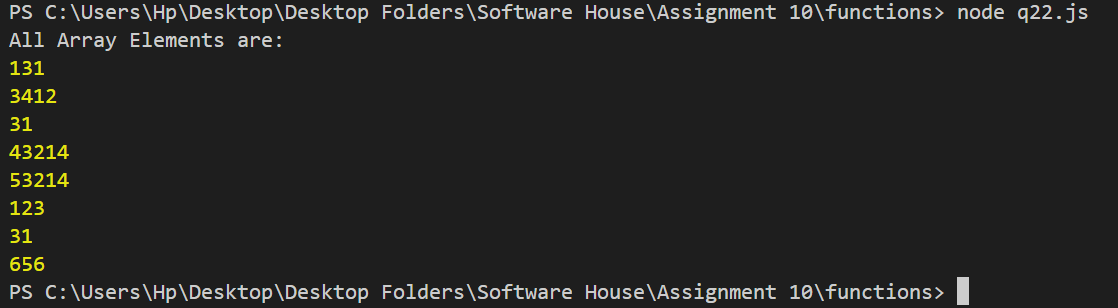 PS C:\Users\Hp\Desktop\Desktop Folders\Software House\Assignment 10\functions> node q22.js
All Array Elements are:
131
3412
31
43214
53214
123
31
656
PS C:\Users\Hp\Desktop\Desktop Folders\Software House\Assignment 10\functions>